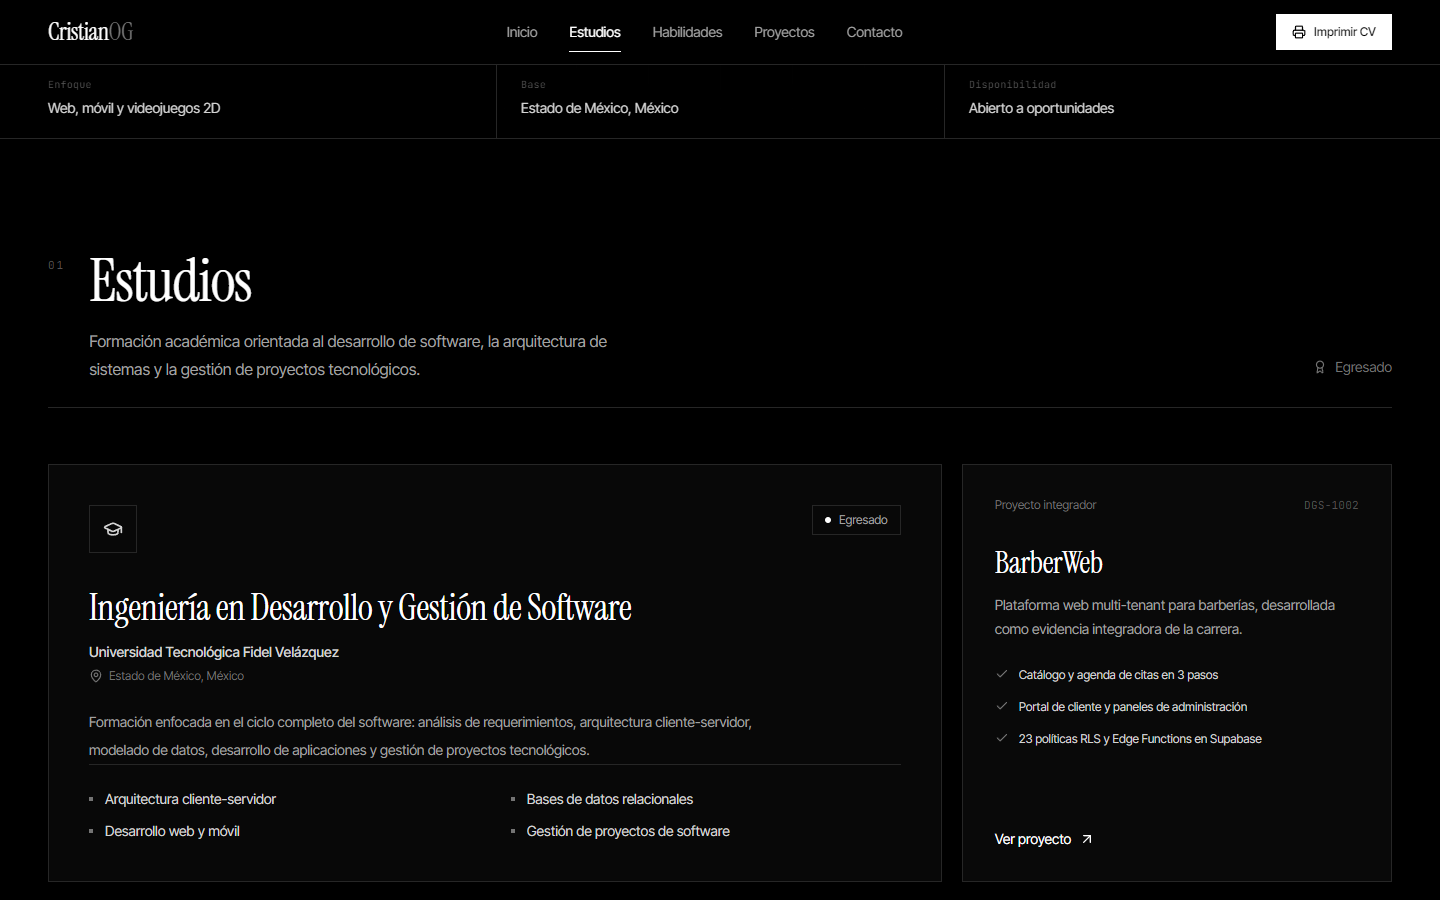 CristianOG
Inicio
Estudios
Habilidades
Proyectos
Contacto
Imprimir CV
Enfoque
Web, móvil y videojuegos 2D
Base
Estado de México, México
Disponibilidad
Abierto a oportunidades
01
Estudios
Formación académica orientada al desarrollo de software, la arquitectura de
sistemas y la gestión de proyectos tecnológicos.
Egresado
Egresado
Ingeniería en Desarrollo y Gestión de Software
Universidad Tecnológica Fidel Velázquez
Estado de México, México
Formación enfocada en el ciclo completo del software: análisis de requerimientos, arquitectura cliente-servidor,
modelado de datos, desarrollo de aplicaciones y gestión de proyectos tecnológicos.
Arquitectura cliente-servidor
Bases de datos relacionales
Desarrollo web y móvil
Gestión de proyectos de software
Proyecto integrador
DGS-1002
BarberWeb
Plataforma web multi-tenant para barberías, desarrollada
como evidencia integradora de la carrera.
Catálogo y agenda de citas en 3 pasos
Portal de cliente y paneles de administración
23 políticas RLS y Edge Functions en Supabase
Ver proyecto